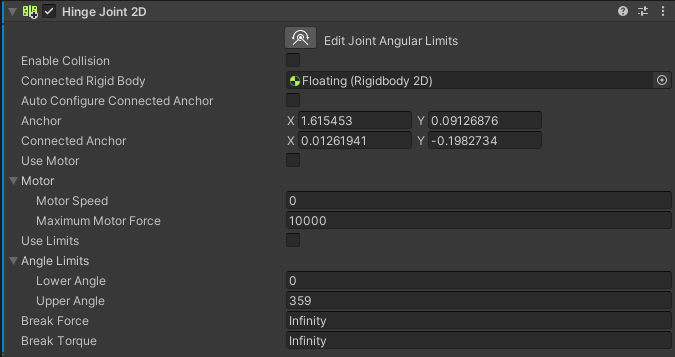 Hinge Joint 2D
Edit Joint Angular Limits
Enable Collision
Connected Rigid Body Floating (Rigidbody 2D)
Auto Configure Connected Anchor
Anchor X 1.615453 Y 0.09126876
Connected Anchor X 0.01261941 Y -0.1982734
Use Motor
Motor
Motor Speed 0
Maximum Motor Force 10000
Use Limits
Angle Limits
Lower Angle 0
Upper Angle 359
Break Force Infinity
Break Torque Infinity